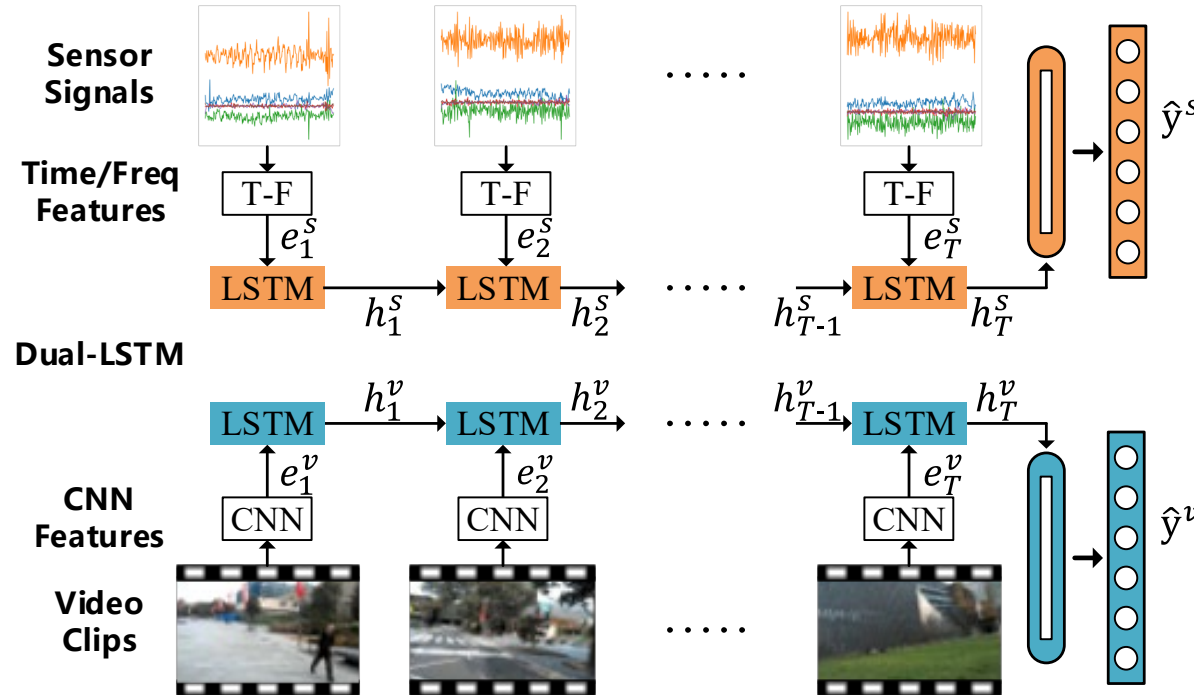 Sensor
Signals
Time/Freq
Features
T-F T-F T-F
e_1^s e_2^s e_T^s
LSTM LSTM ..... LSTM
h_1^s h_2^s h_{T-1}^s h_T^s
ŷ^s
Dual-LSTM
h_1^v h_2^v h_{T-1}^v h_T^v
LSTM LSTM ..... LSTM
e_1^v e_2^v e_T^v
CNN
Features
CNN CNN CNN
ŷ^v
Video
Clips